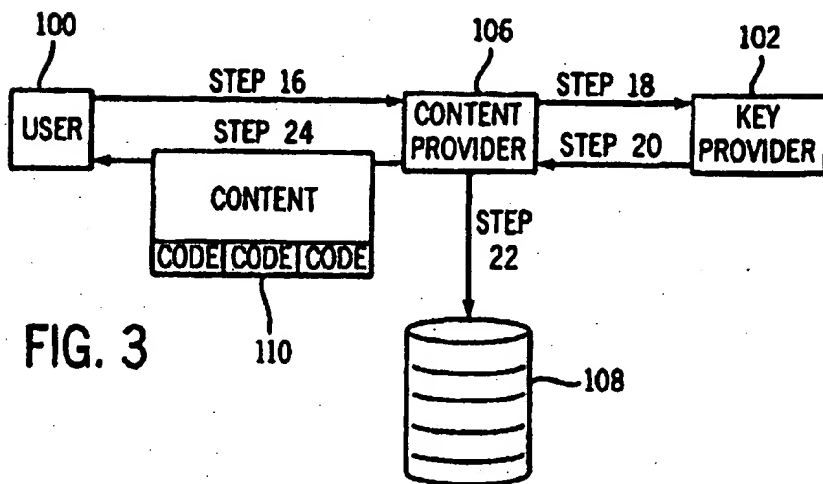 100
106
102
STEP 16
STEP 18
USER
CONTENT
PROVIDER
KEY
PROVIDER
STEP 24
STEP 20
CONTENT
STEP
22
CODE CODE CODE
FIG. 3
110
108